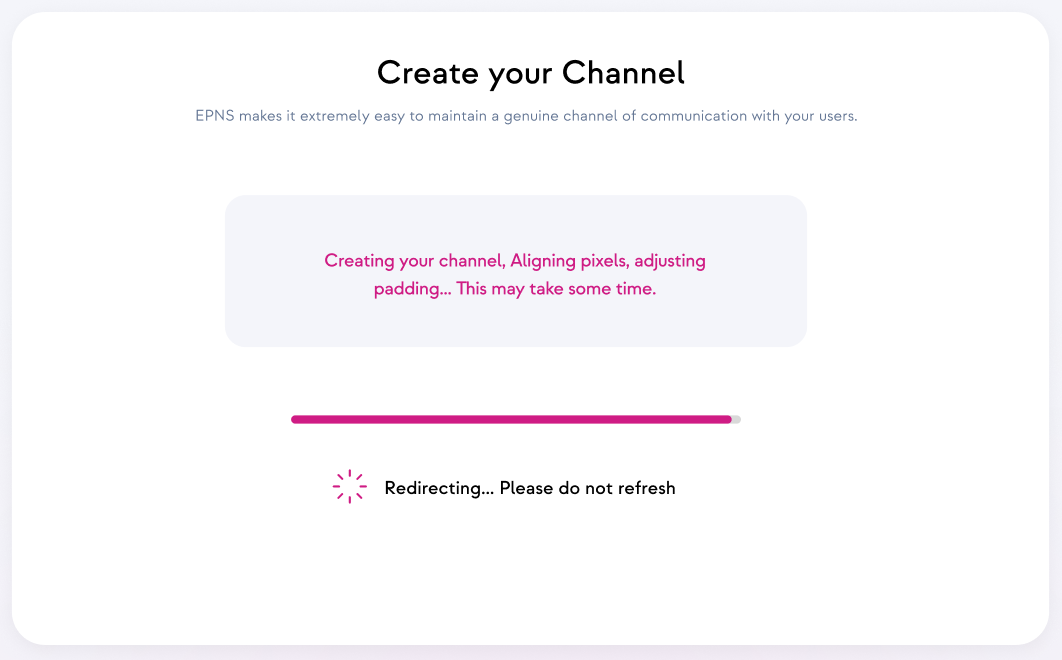 Create your Channel
EPNS makes it extremely easy to maintain a genuine channel of communication with your users.
Creating your channel, Aligning pixels, adjusting
padding... This may take some time.
Redirecting... Please do not refresh